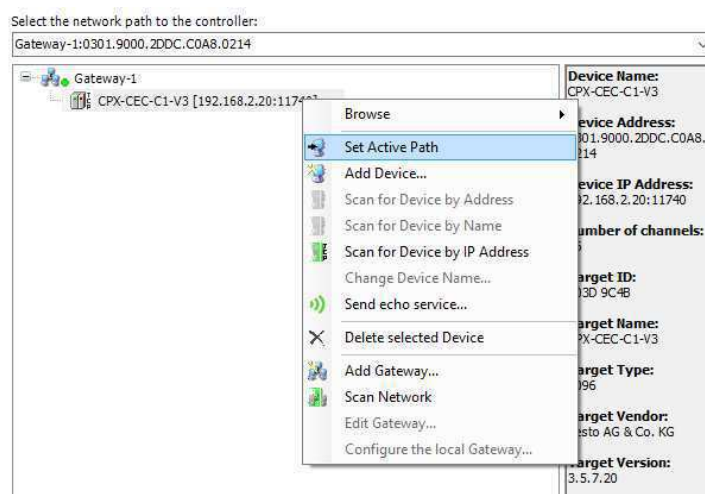 Select the network path to the controller:
Gateway-1:0301.9000.2DDC.C0A8.0214
Gateway-1
CPX-CEC-C1-V3 [192.168.2.20:11740]
Browse
Set Active Path
Add Device...
Scan for Device by Address
Scan for Device by Name
Scan for Device by IP Address
Change Device Name...
Send echo service...
Delete selected Device
Add Gateway...
Scan Network
Edit Gateway...
Configure the local Gateway...
Device Name:
CPX-CEC-C1-V3
evice Address:
301.9000.2DDC.C0A8.
214
evice IP Address:
92.168.2.20:11740
umber of channels:
arget ID:
03D 9C4B
arget Name:
PX-CEC-C1-V3
arget Type:
096
arget Vendor:
esto AG & Co. KG
arget Version:
3.5.7.20